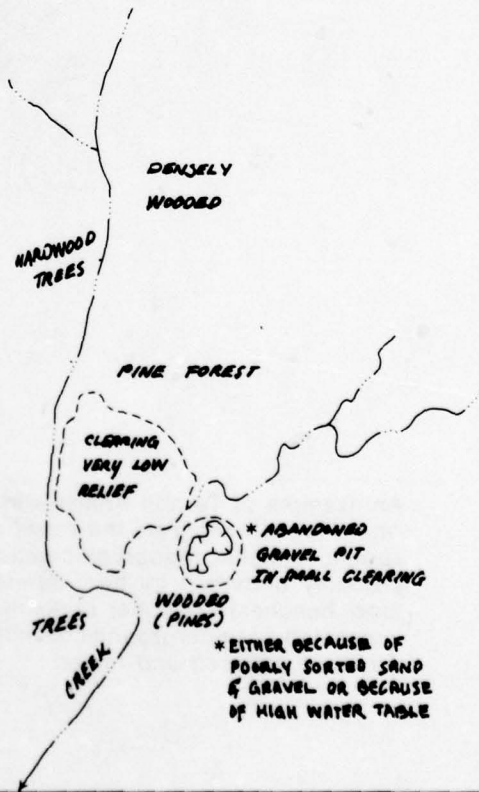 DENSELY
WOODED
HARDWOOD
TREES
PINE FOREST
CLEARING
VERY LOW
RELIEF
* ABANDONED
GRAVEL PIT
IN SMALL CLEARING
WOODED
(PINES)
TREES
CREEK
* EITHER BECAUSE OF
POORLY SORTED SAND
& GRAVEL OR BECAUSE
OF HIGH WATER TABLE